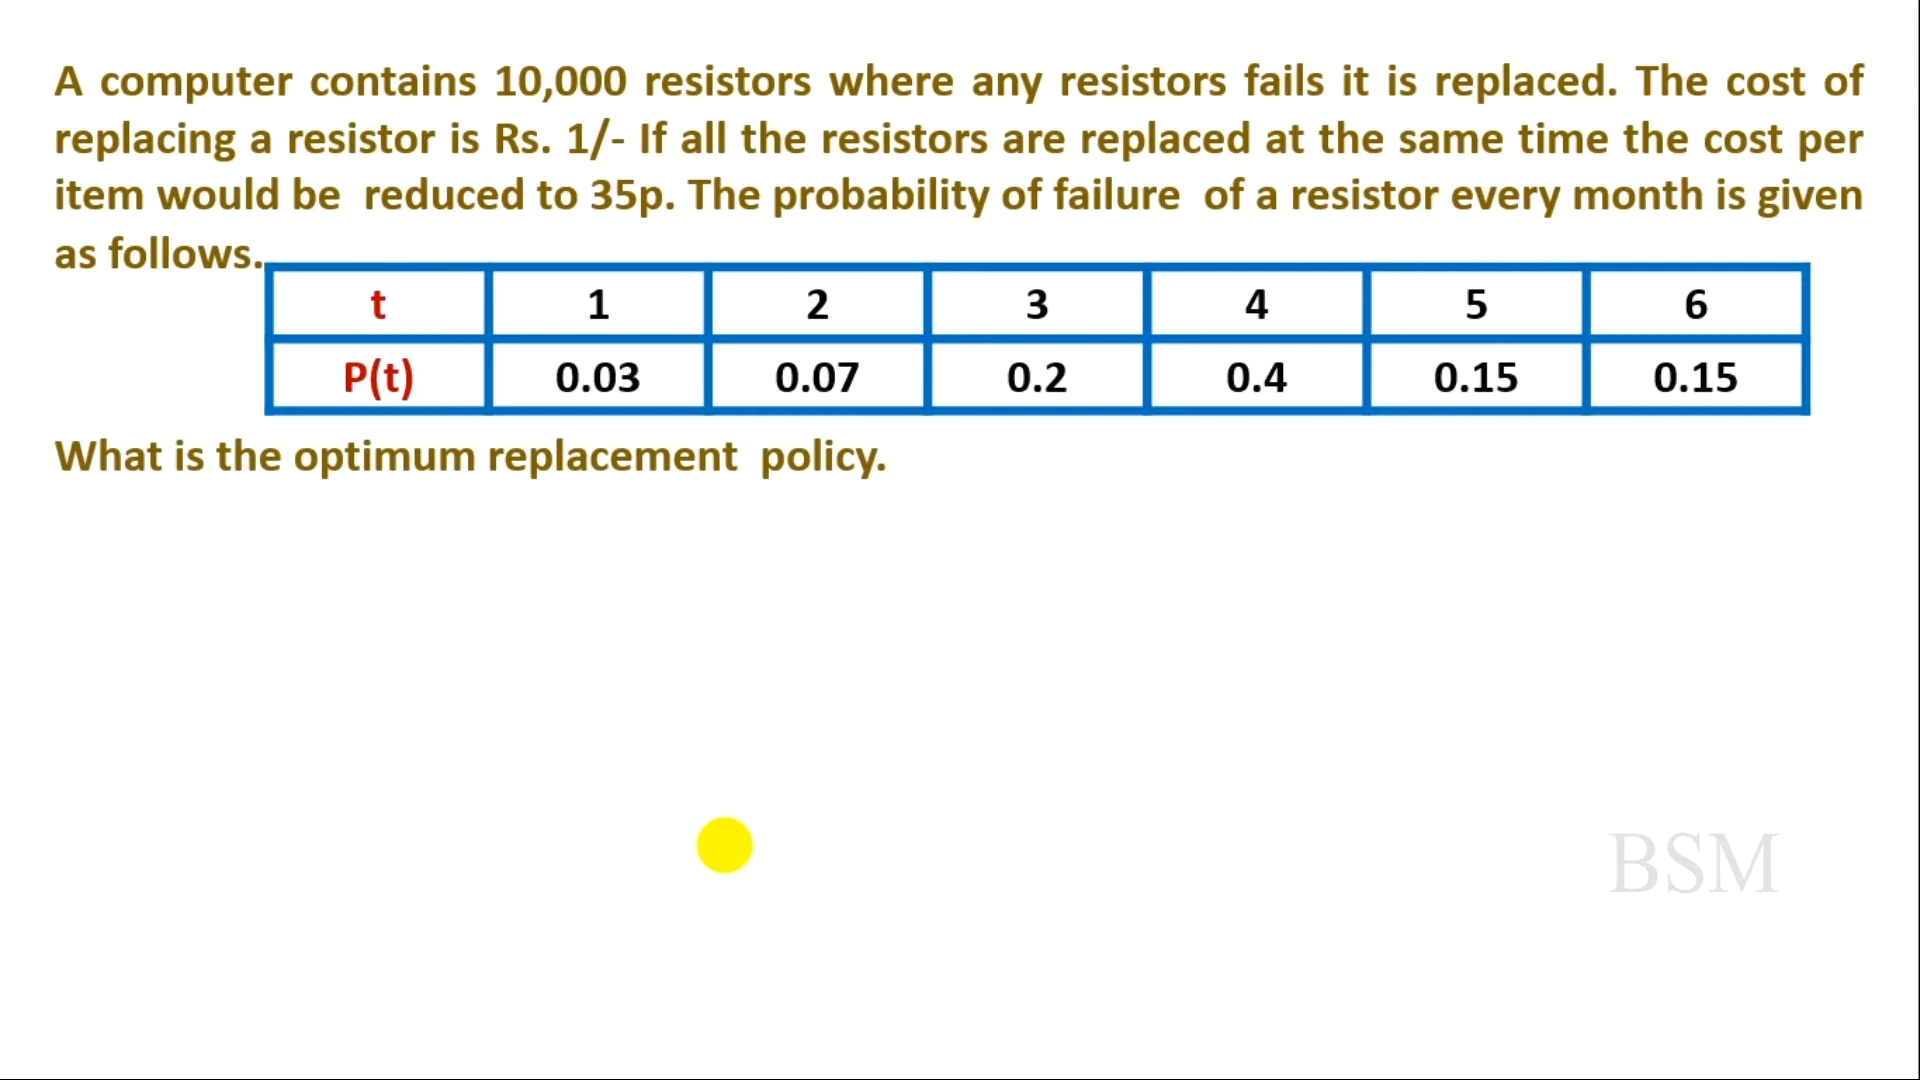 A computer contains 10,000 resistors where any resistors fails it is replaced. The cost of
replacing a resistor is Rs. 1/- If all the resistors are replaced at the same time the cost per
item would be reduced to 35p. The probability of failure of a resistor every month is given
as follows.
t 1 2 3 4 5 6
P(t) 0.03 0.07 0.2 0.4 0.15 0.15
What is the optimum replacement policy.
BSM